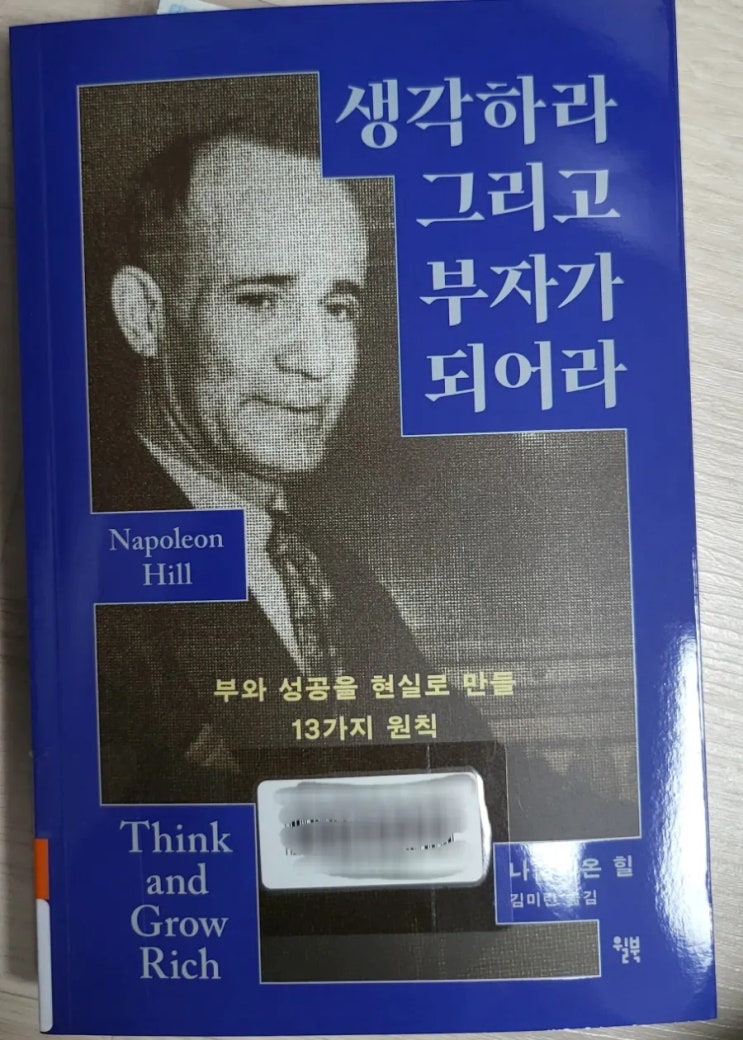 생각하라
그리고
부자가
되어라
Napoleon
Hill
부와 성공을 현실로 만들
13가지 원칙
Think
and
Grow
Rich
힐
윌북